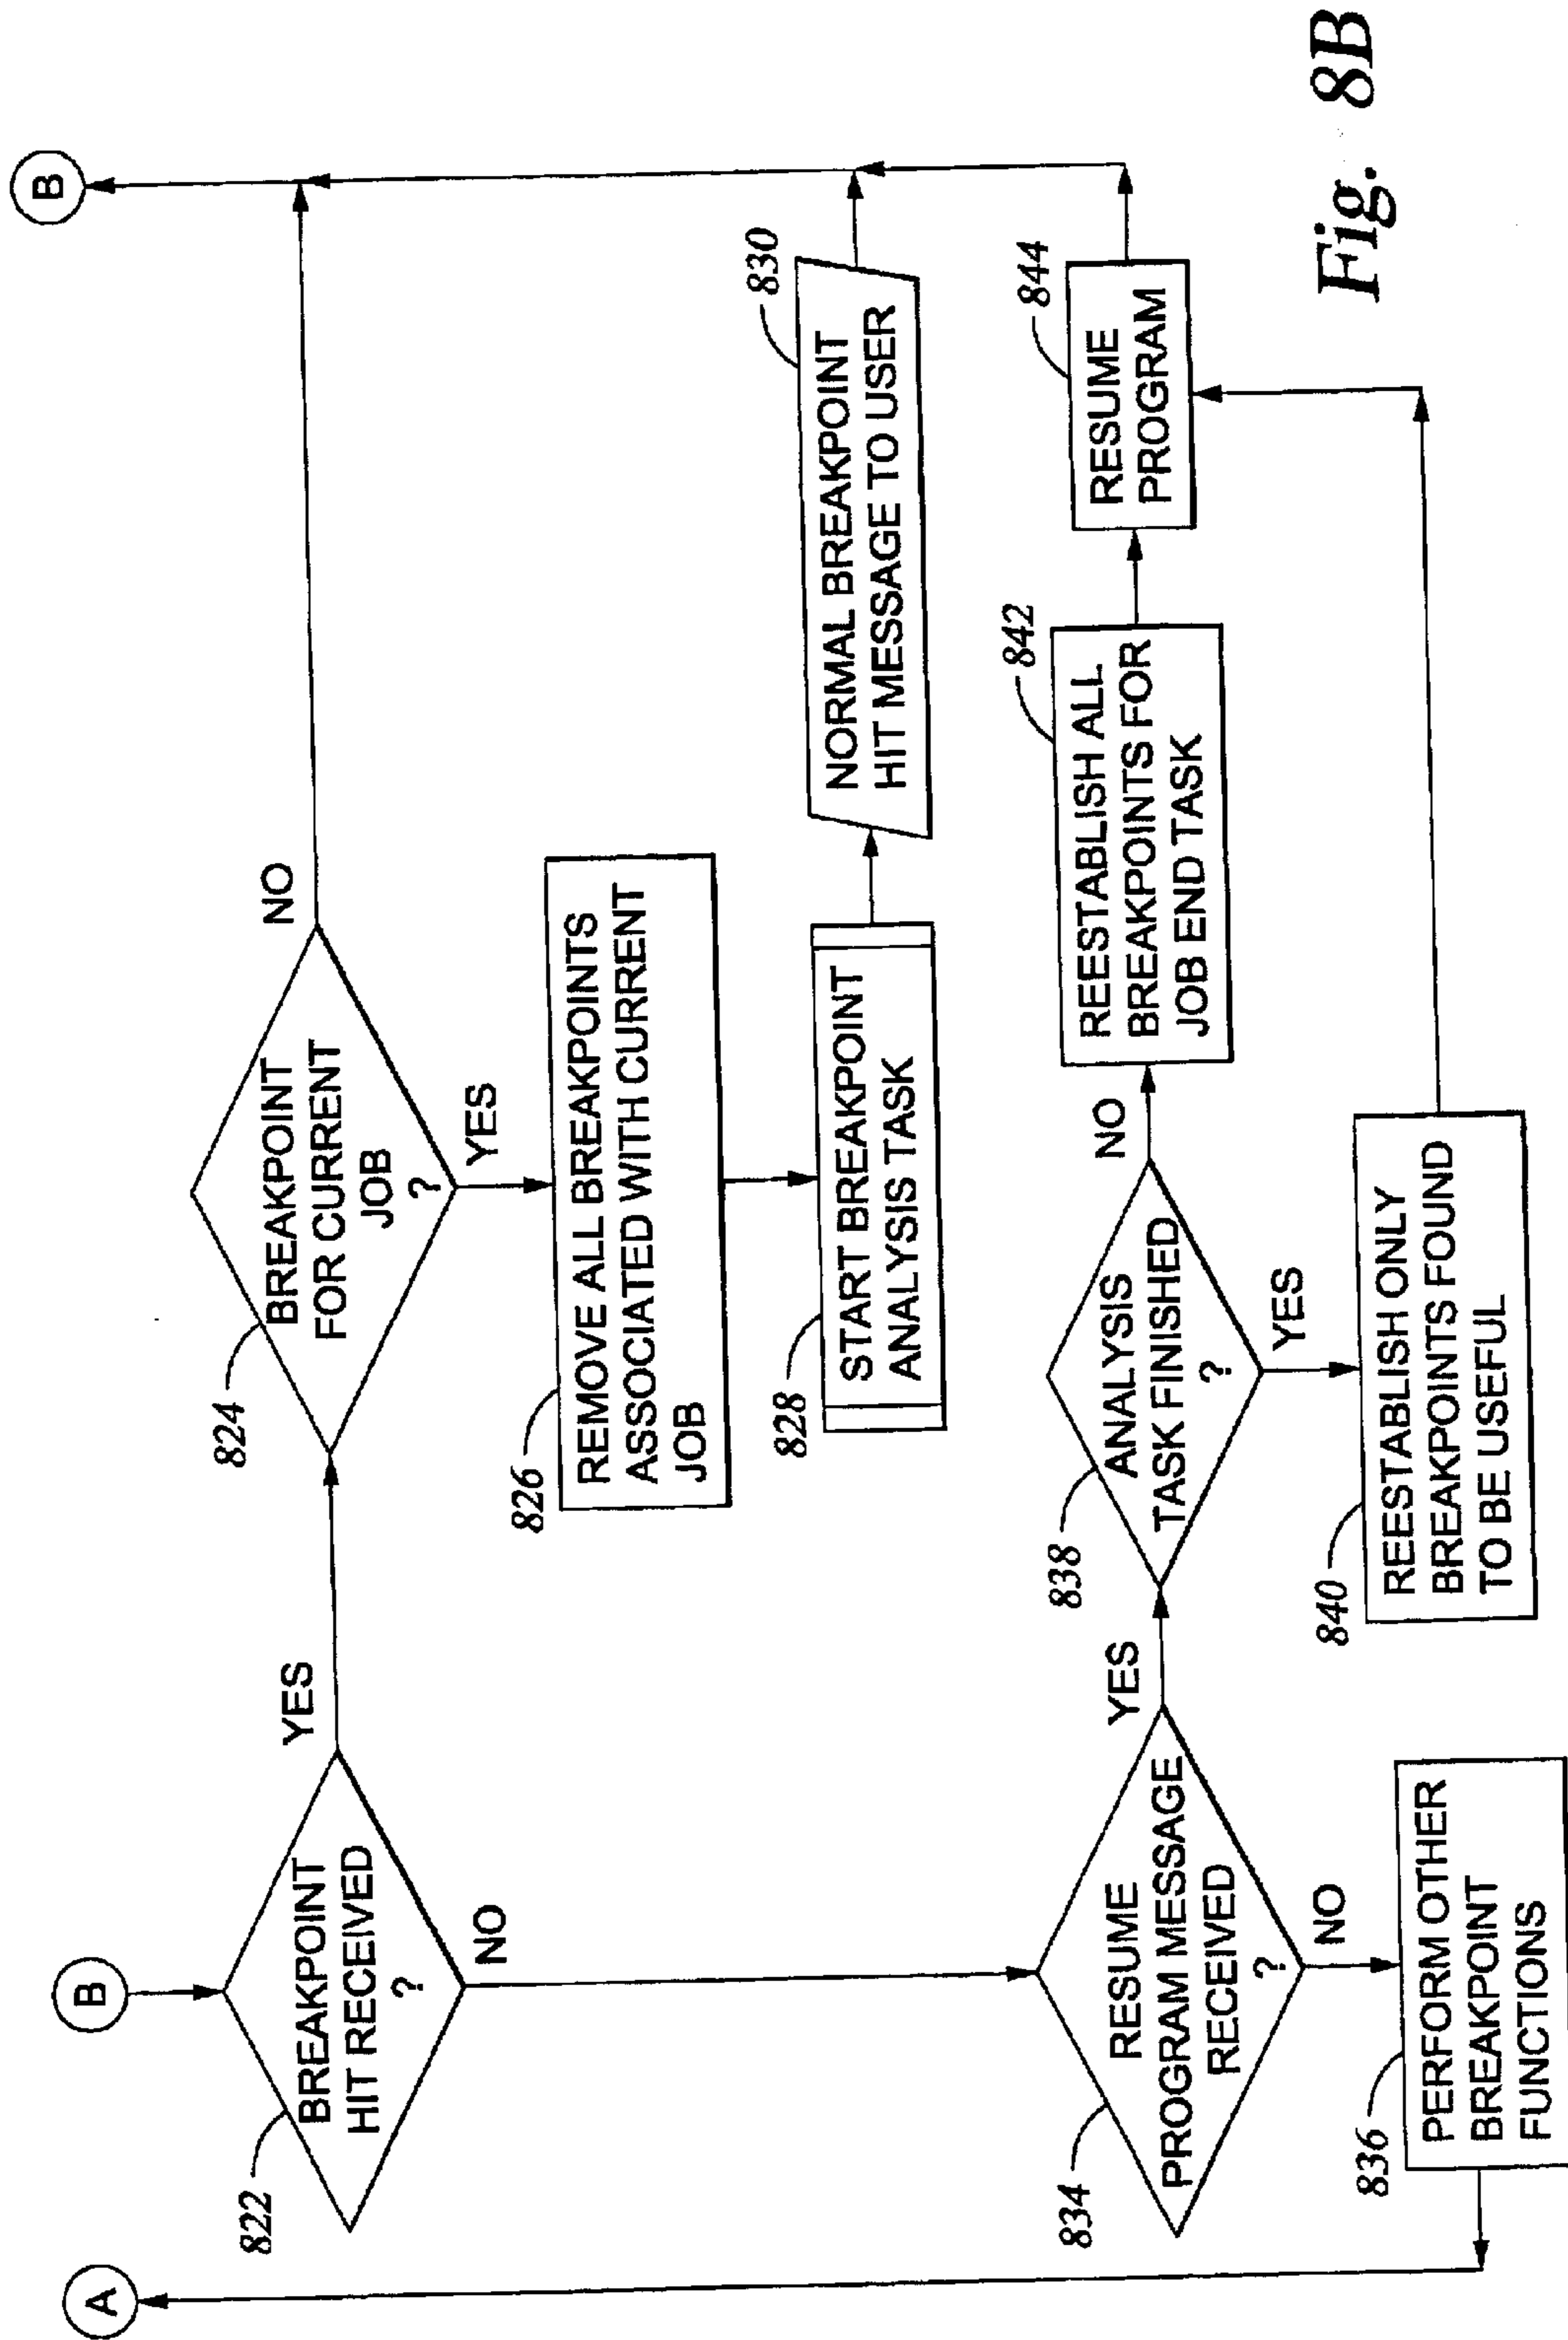 A
B
B
822
BREAKPOINT
HIT RECEIVED
?
YES
NO
824
BREAKPOINT
FOR CURRENT
JOB
?
NO
YES
826
REMOVE ALL BREAKPOINTS
ASSOCIATED WITH CURRENT
JOB
828
START BREAKPOINT
ANALYSIS TASK
830
NORMAL BREAKPOINT
HIT MESSAGE TO USER
834
RESUME
PROGRAM MESSAGE
RECEIVED
?
YES
NO
836
PERFORM OTHER
BREAKPOINT
FUNCTIONS
838
ANALYSIS
TASK FINISHED
?
NO
YES
840
REESTABLISH ONLY
BREAKPOINTS FOUND
TO BE USEFUL
842
REESTABLISH ALL
BREAKPOINTS FOR
JOB END TASK
844
RESUME
PROGRAM
Fig. 8B